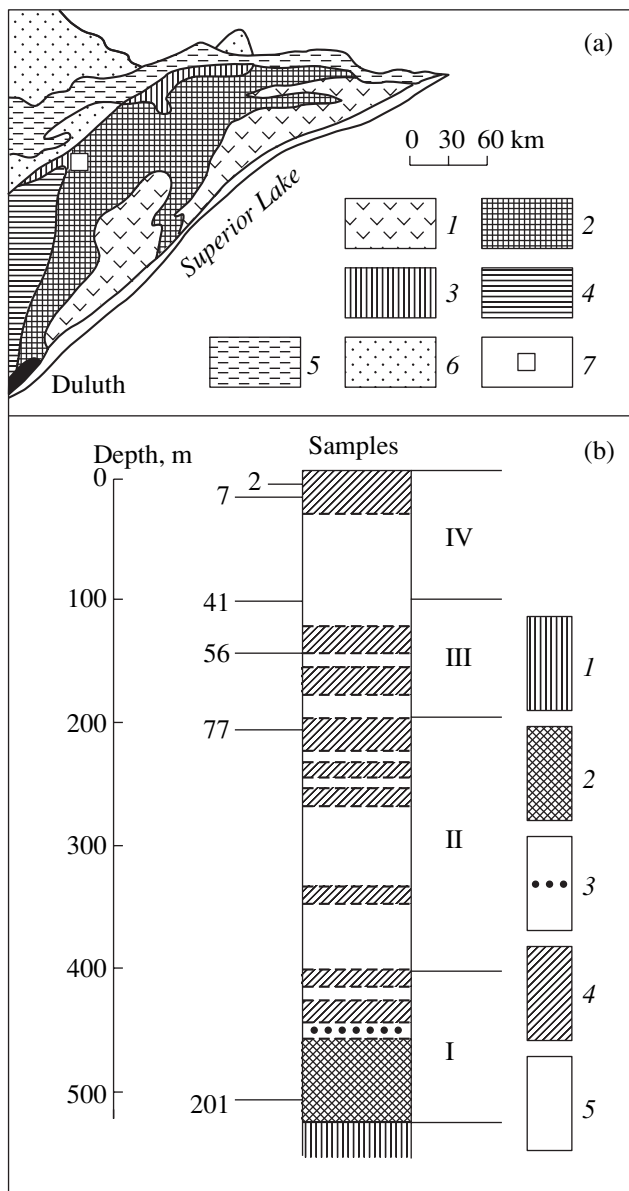 (a)
0 30 60 km
Superior Lake
1 2
3 4
5 6 7
Duluth
Samples
(b)
Depth, m
0
2
7
IV
100
41
56
III
1
200
77
2
300
II
3
400
4
I
500
201
5